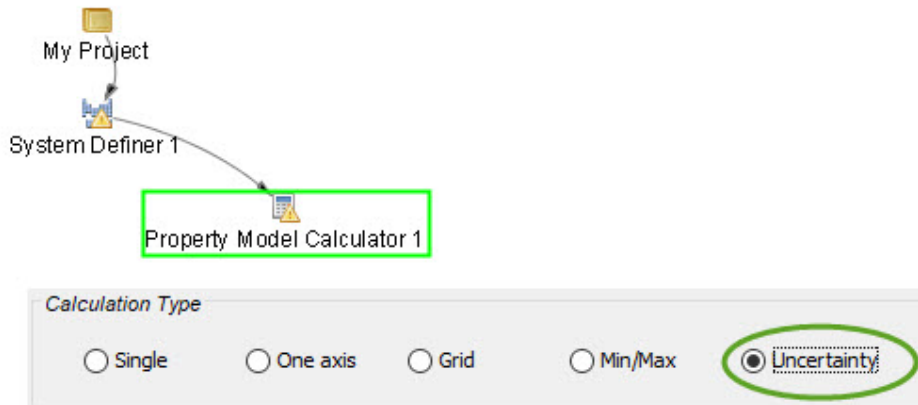 My Project
System Definer 1
Property Model Calculator 1
Calculation Type
Single One axis Grid Min/Max Uncertainty